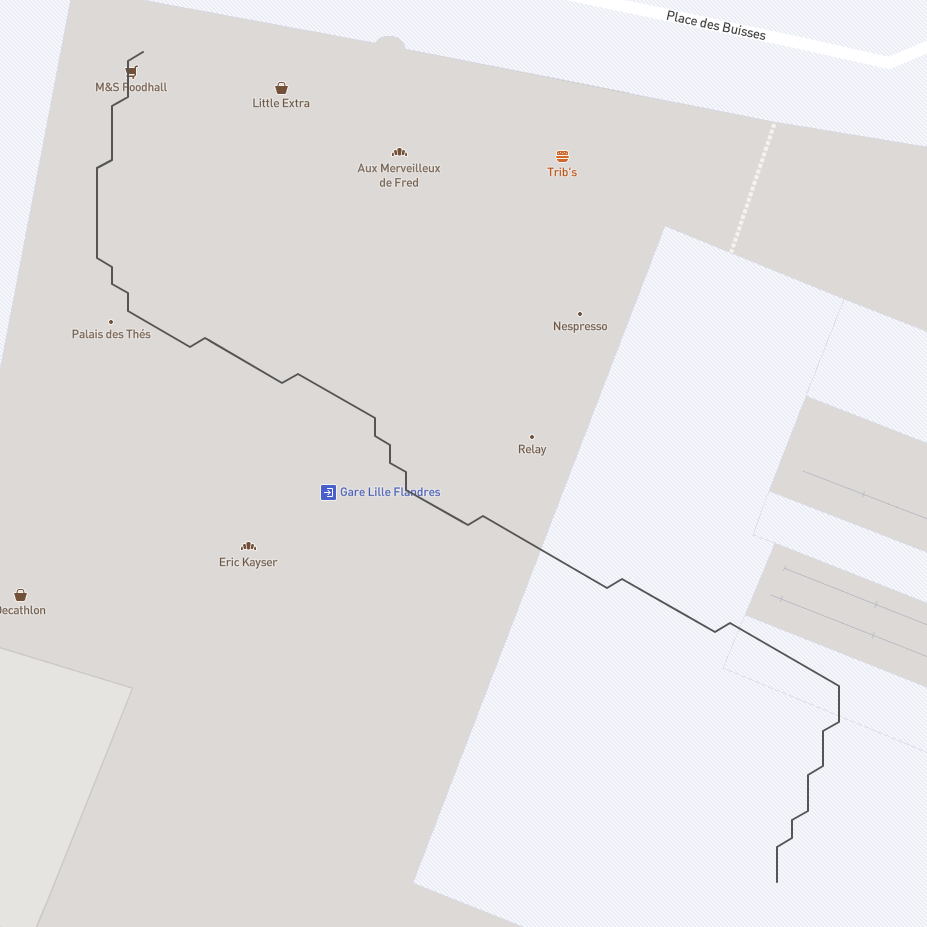 Place des Buisses
M&S Foodhall
Little Extra
Aux Merveilleux
de Fred
Trib's
Nespresso
Palais des Thés
Relay
Gare Lille Flandres
Eric Kayser
Decathlon